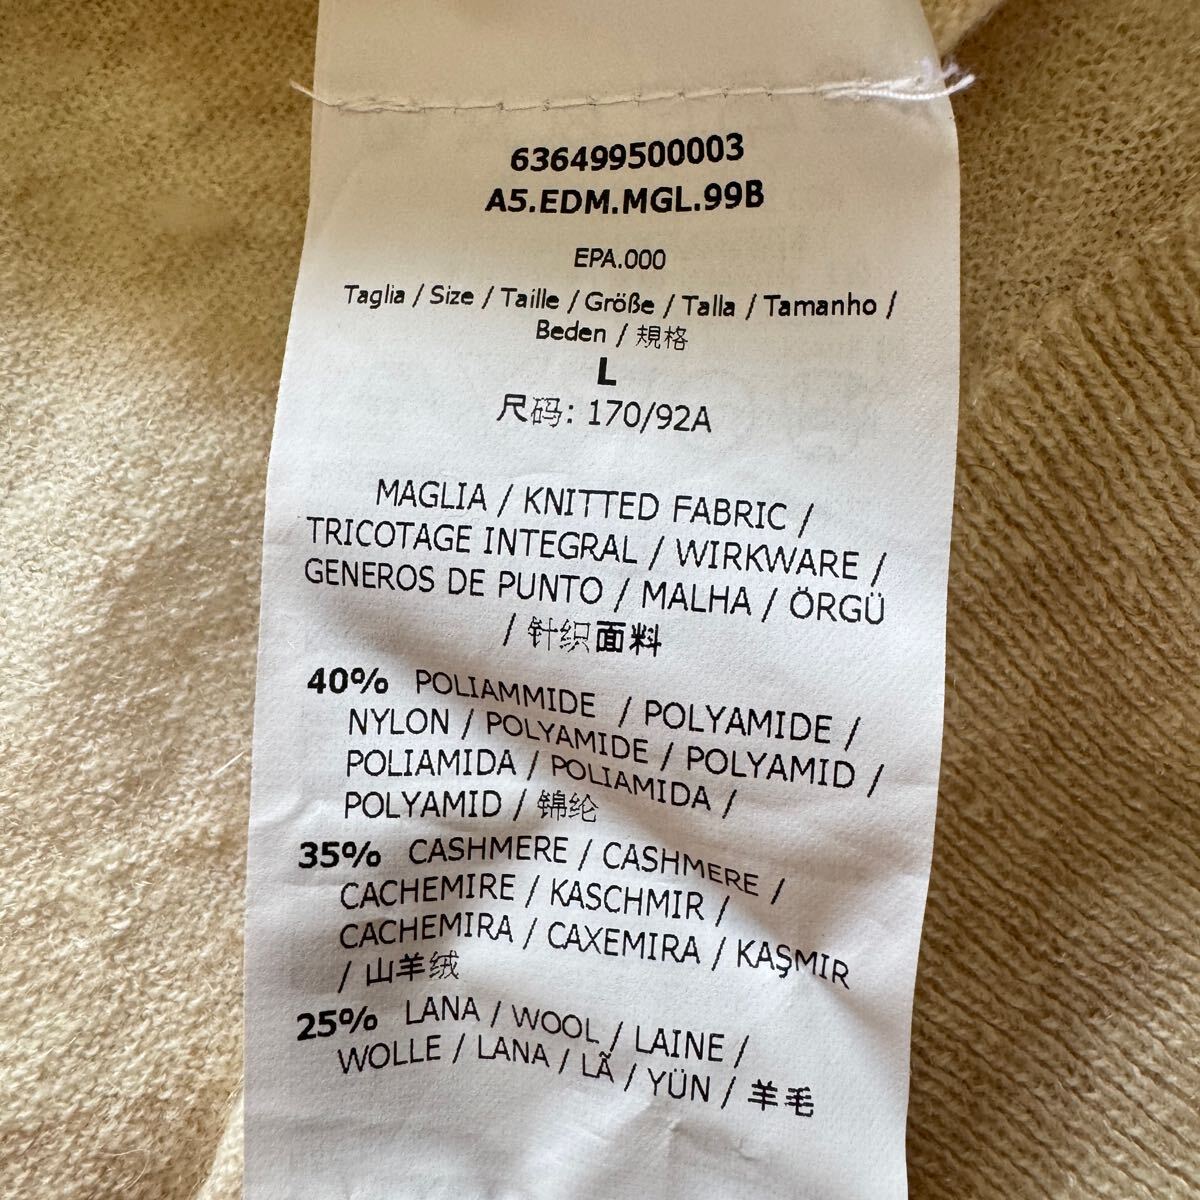 636499500003
A5.EDM.MGL.99B
EPA.000
Taglia / Size / Taille / Größe / Talla / Tamanho /
Beden / 規格
L
尺码: 170/92A
MAGLIA / KNITTED FABRIC /
TRICOTAGE INTEGRAL / WIRKWARE /
GENEROS DE PUNTO / MALHA / ÖRGÜ
/ 针织面料
40% POLIAMMIDE / POLYAMIDE /
NYLON / POLYAMIDE / POLYAMID /
POLIAMIDA / POLIAMIDA /
POLYAMID / 锦纶
35% CASHMERE / CASHMERE /
CACHEMIRE / KASCHMIR /
CACHEMIRA / CAXEMIRA / KAŞMIR
/ 山羊绒
25% LANA / WOOL / LAINE /
WOLLE / LANA / LÃ / YÜN / 羊毛